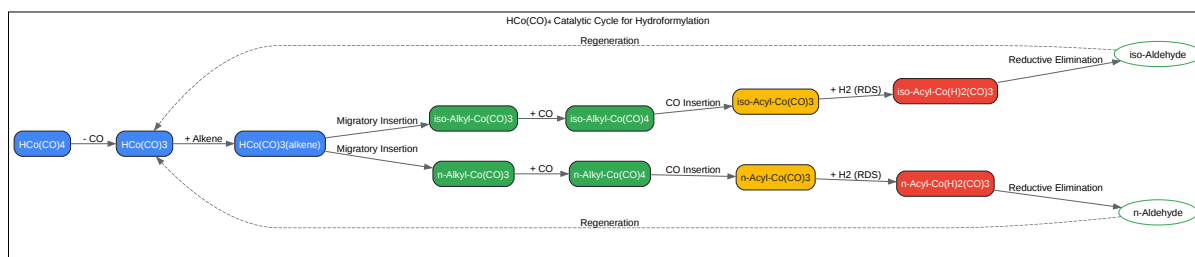 HCo(CO)₄ Catalytic Cycle for Hydroformylation
Regeneration
iso-Aldehyde
Reductive Elimination
iso-Acyl-Co(H)2(CO)3
+ H2 (RDS)
iso-Acyl-Co(CO)3
CO Insertion
iso-Alkyl-Co(CO)4
+ CO
iso-Alkyl-Co(CO)3
Migratory Insertion
HCo(CO)4
- CO
HCo(CO)3
+ Alkene
HCo(CO)3(alkene)
Migratory Insertion
n-Alkyl-Co(CO)3
+ CO
n-Alkyl-Co(CO)4
CO Insertion
n-Acyl-Co(CO)3
+ H2 (RDS)
n-Acyl-Co(H)2(CO)3
Reductive Elimination
n-Aldehyde
Regeneration